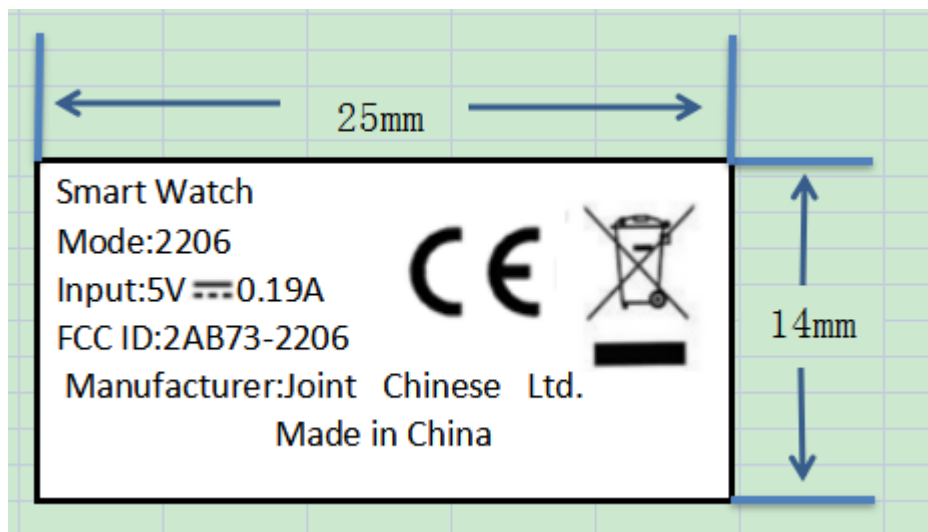 25mm
Smart Watch
Mode:2206
Input:5V⎓0.19A
FCC ID:2AB73-2206
Manufacturer:Joint Chinese Ltd.
Made in China
CE
14mm